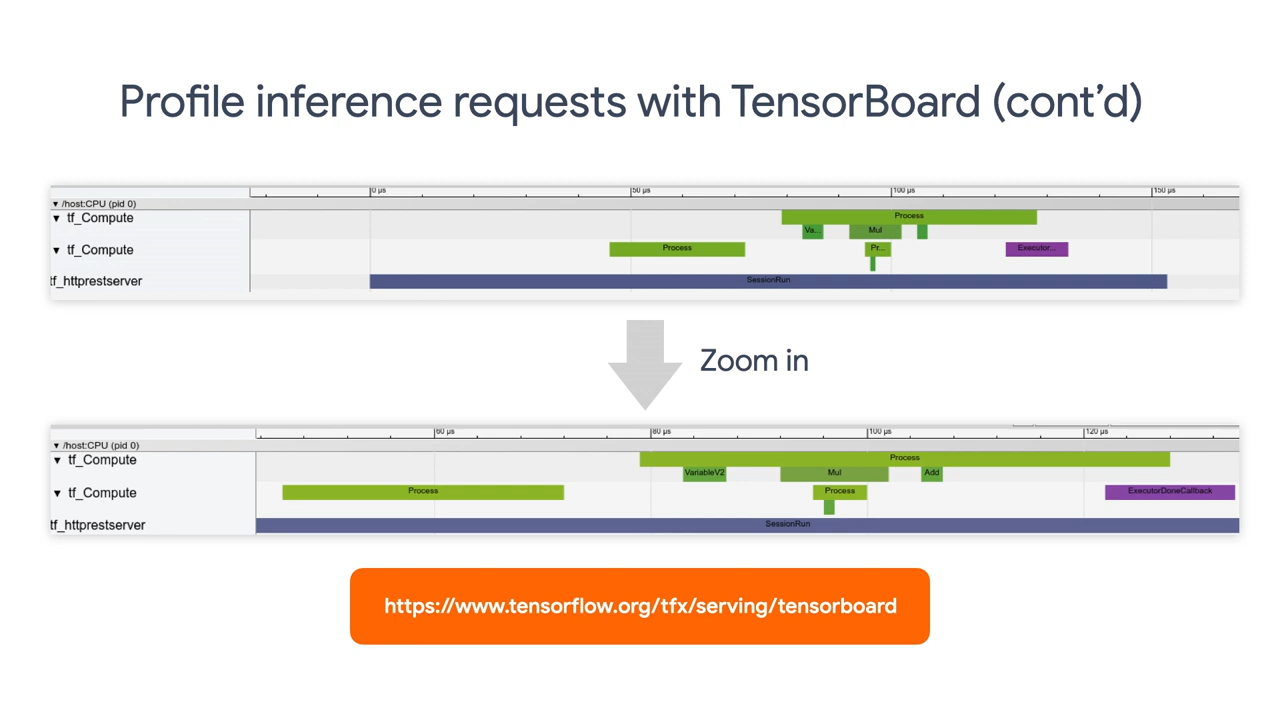 Profile inference requests with TensorBoard (cont’d)
0 µs 50 µs 100 µs 150 µs
▼ /host:CPU (pid 0)
▼ tf_Compute Process
Va... Mul
▼ tf_Compute Process Pr... Executor...
tf_httprestserver SessionRun
Zoom in
60 µs 80 µs 100 µs 120 µs
▼ /host:CPU (pid 0)
▼ tf_Compute Process
VariableV2 Mul Add
▼ tf_Compute Process Process ExecutorDoneCallback
tf_httprestserver SessionRun
https://www.tensorflow.org/tfx/serving/tensorboard